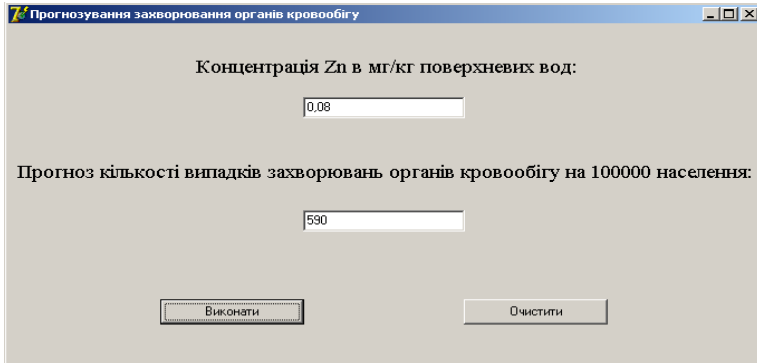 Прогнозування захворювання органів кровообігу
Концентрація Zn в мг/кг поверхневих вод:
0,08
Прогноз кількості випадків захворювань органів кровообігу на 100000 населення:
590
Виконати Очистити